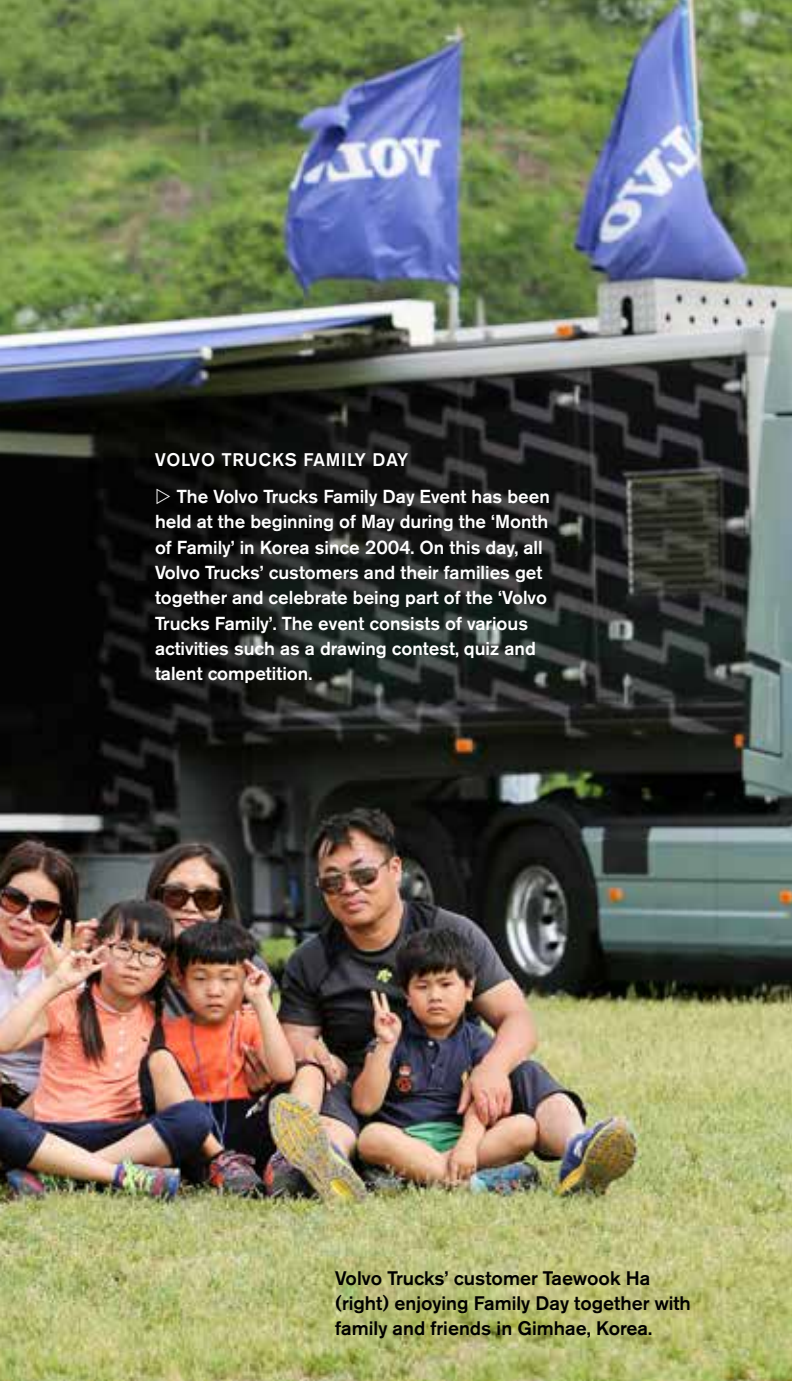 VOLVO TRUCKS FAMILY DAY
▷ The Volvo Trucks Family Day Event has been
held at the beginning of May during the ‘Month
of Family’ in Korea since 2004. On this day, all
Volvo Trucks’ customers and their families get
together and celebrate being part of the ‘Volvo
Trucks Family’. The event consists of various
activities such as a drawing contest, quiz and
talent competition.
Volvo Trucks’ customer Taewook Ha
(right) enjoying Family Day together with
family and friends in Gimhae, Korea.